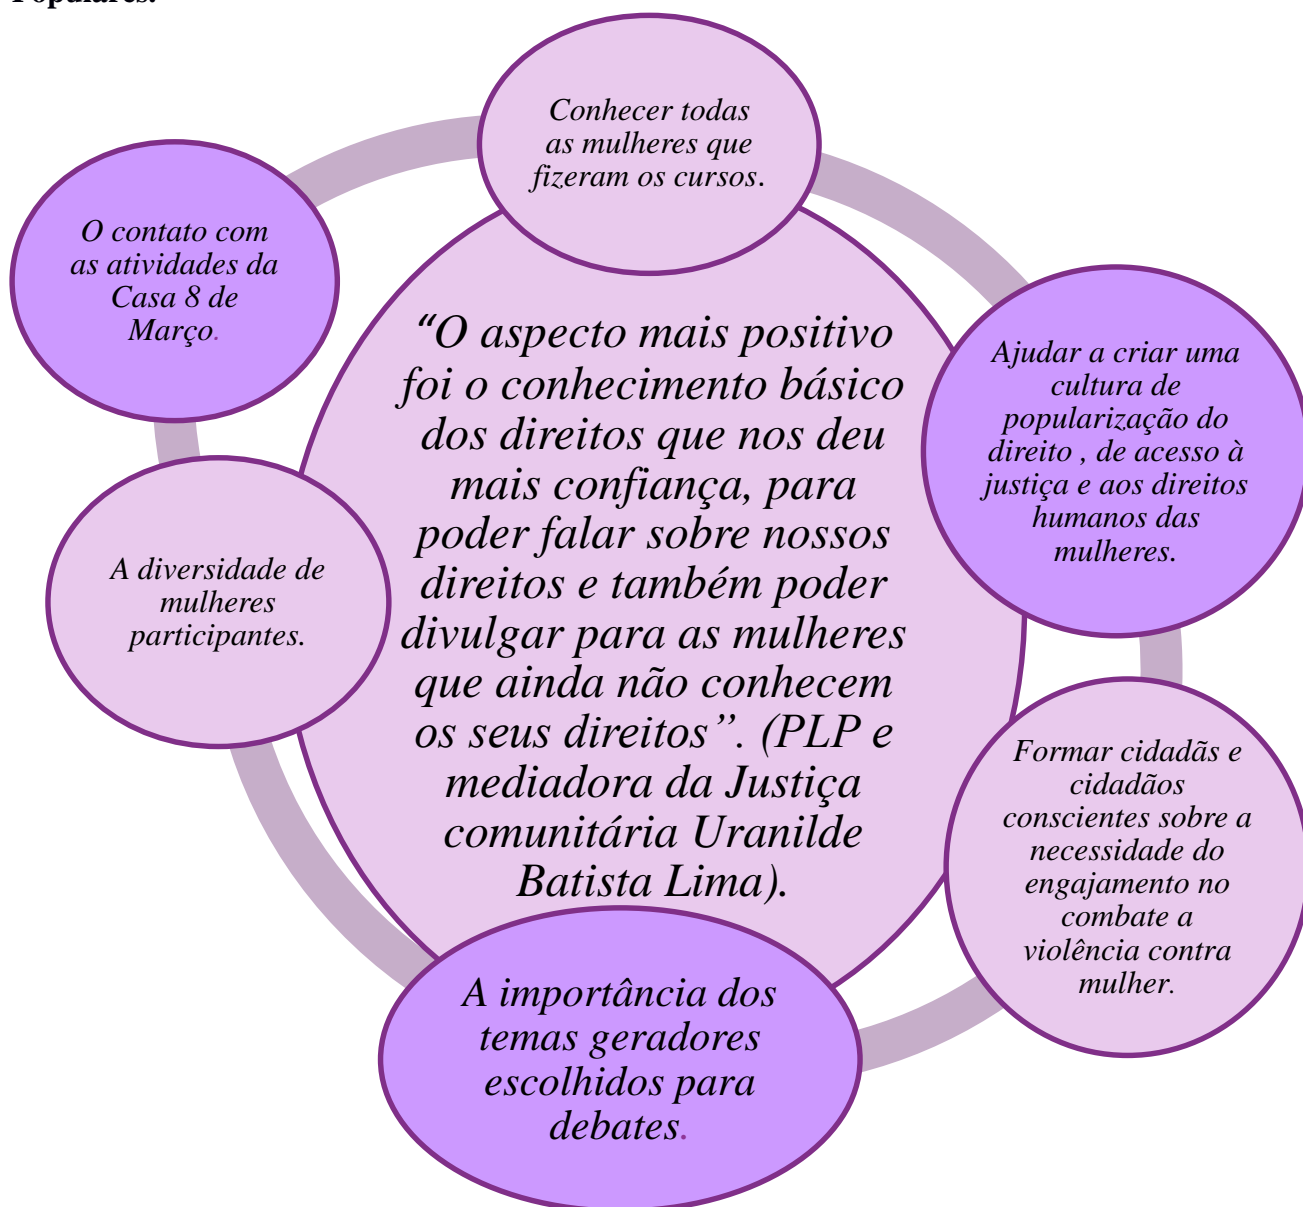 Populares.
Conhecer todas
as mulheres que
fizeram os cursos.
O contato com
as atividades da
Casa 8 de
Março.
Ajudar a criar uma
cultura de
popularização do
direito , de acesso à
justiça e aos direitos
humanos das
mulheres.
“O aspecto mais positivo
foi o conhecimento básico
dos direitos que nos deu
mais confiança, para
poder falar sobre nossos
direitos e também poder
divulgar para as mulheres
que ainda não conhecem
os seus direitos”. (PLP e
mediadora da Justiça
comunitária Uranilde
Batista Lima).
A diversidade de
mulheres
participantes.
Formar cidadãs e
cidadãos
conscientes sobre a
necessidade do
engajamento no
combate a
violência contra
mulher.
A importância dos
temas geradores
escolhidos para
debates.